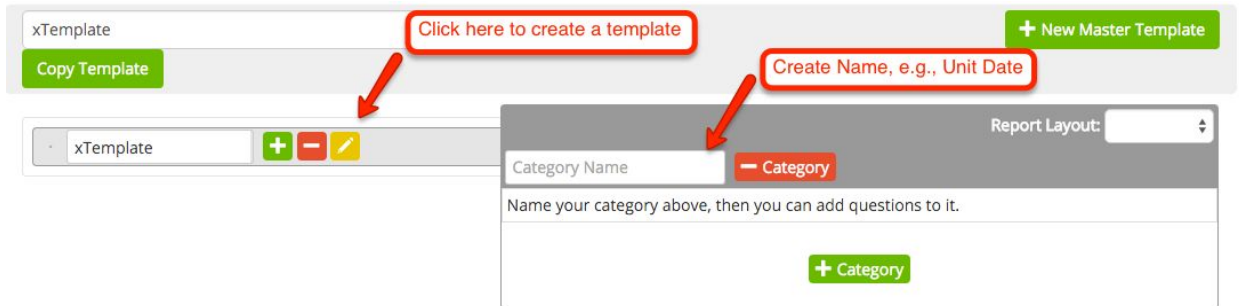 xTemplate
Click here to create a template
+ New Master Template
Copy Template
Create Name, e.g., Unit Date
Report Layout:
xTemplate
Category Name
− Category
Name your category above, then you can add questions to it.
+ Category